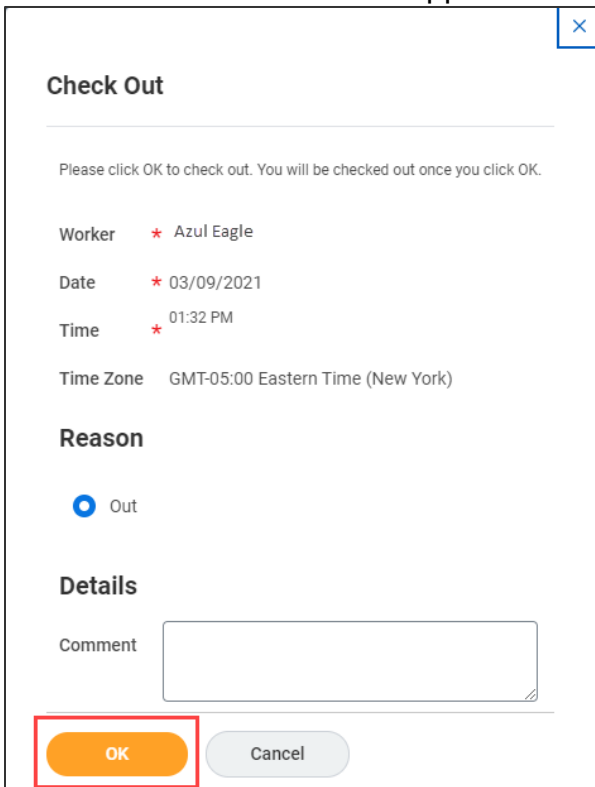 Check Out
Please click OK to check out. You will be checked out once you click OK.
Worker * Azul Eagle
Date * 03/09/2021
Time * 01:32 PM
Time Zone GMT-05:00 Eastern Time (New York)
Reason
Out
Details
Comment
OK Cancel